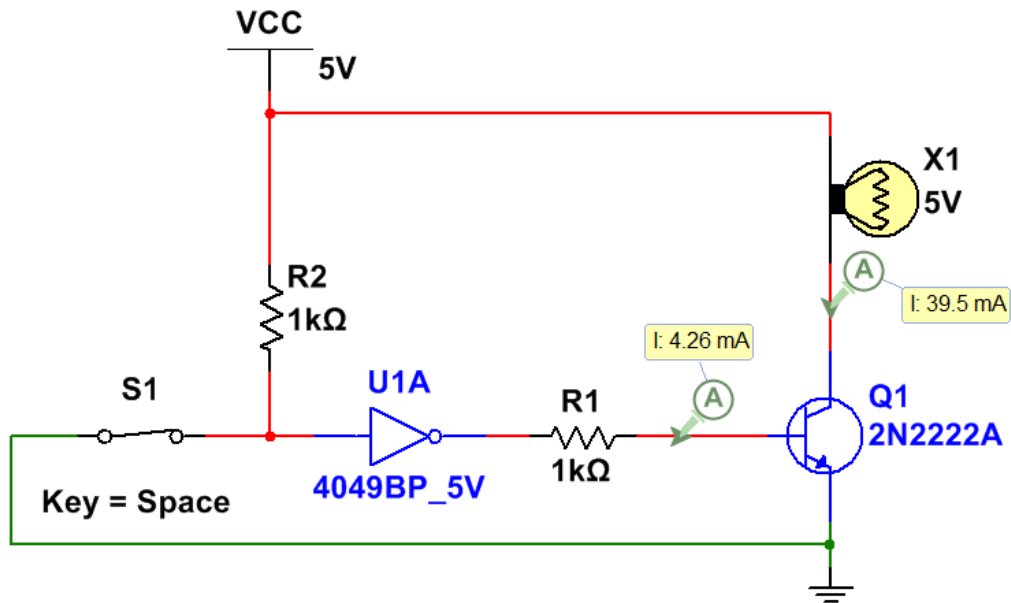 VCC
5V
X1
5V
R2
1kΩ
A
I: 39.5 mA
I: 4.26 mA
A
S1
U1A
R1
Q1
2N2222A
1kΩ
4049BP_5V
Key = Space